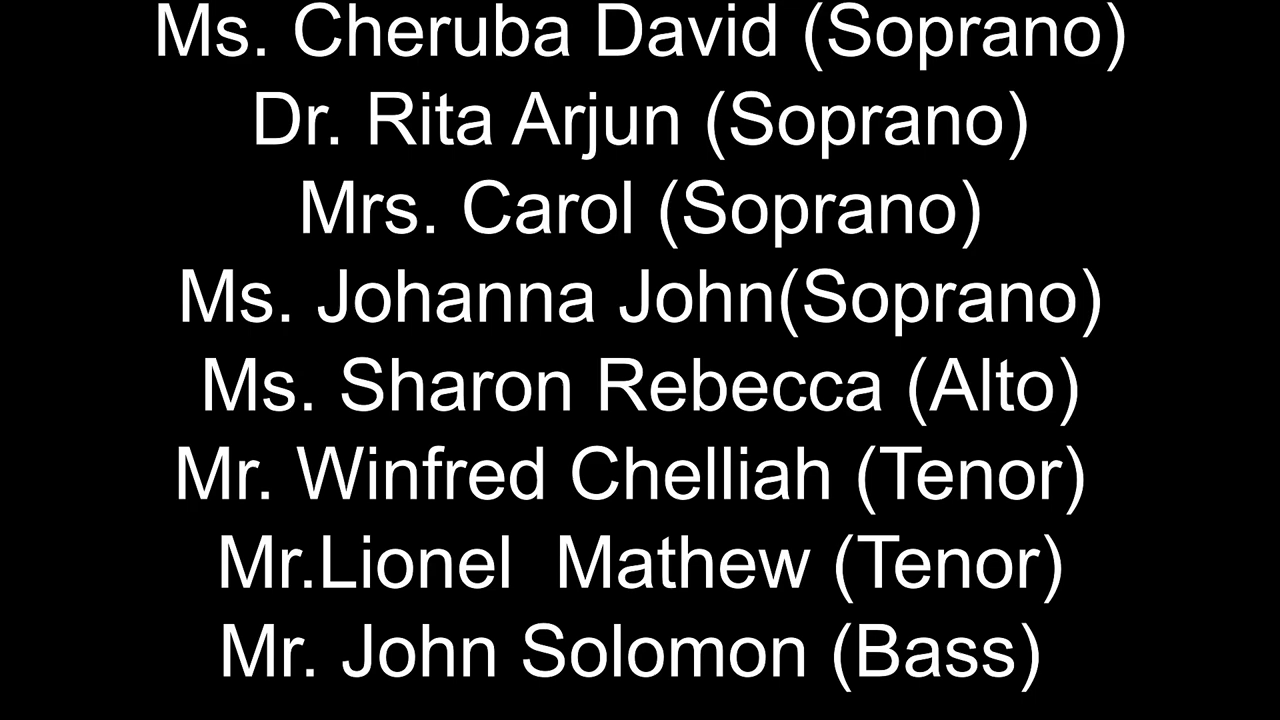 Ms. Cheruba David (Soprano)
Dr. Rita Arjun (Soprano)
Mrs. Carol (Soprano)
Ms. Johanna John(Soprano)
Ms. Sharon Rebecca (Alto)
Mr. Winfred Chelliah (Tenor)
Mr.Lionel  Mathew (Tenor)
Mr. John Solomon (Bass)